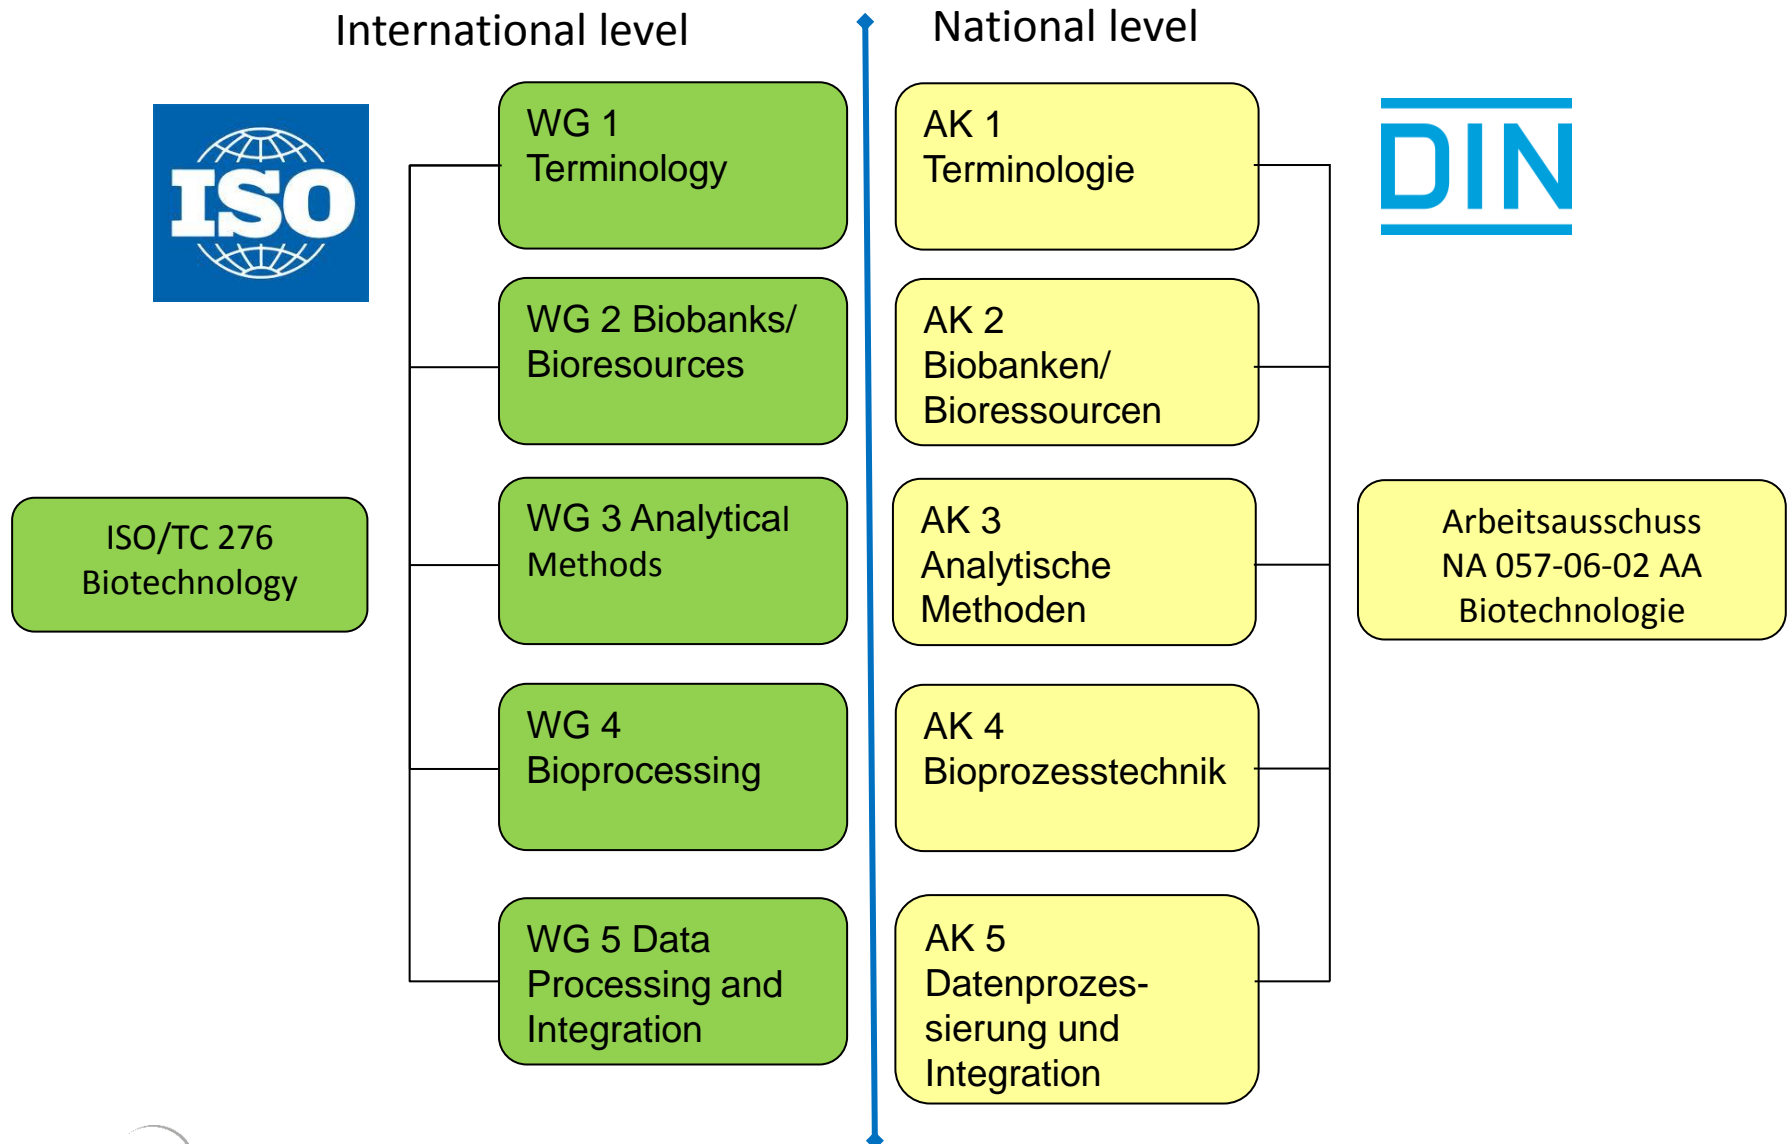 International level
National level
ISO
WG 1
Terminology
WG 2 Biobanks/
Bioresources
WG 3 Analytical
Methods
WG 4
Bioprocessing
WG 5 Data
Processing and
Integration
ISO/TC 276
Biotechnology
AK 1
Terminologie
AK 2
Biobanken/
Bioressourcen
AK 3
Analytische
Methoden
AK 4
Bioprozesstechnik
AK 5
Datenprozes-
sierung und
Integration
DIN
Arbeitsausschuss
NA 057-06-02 AA
Biotechnologie